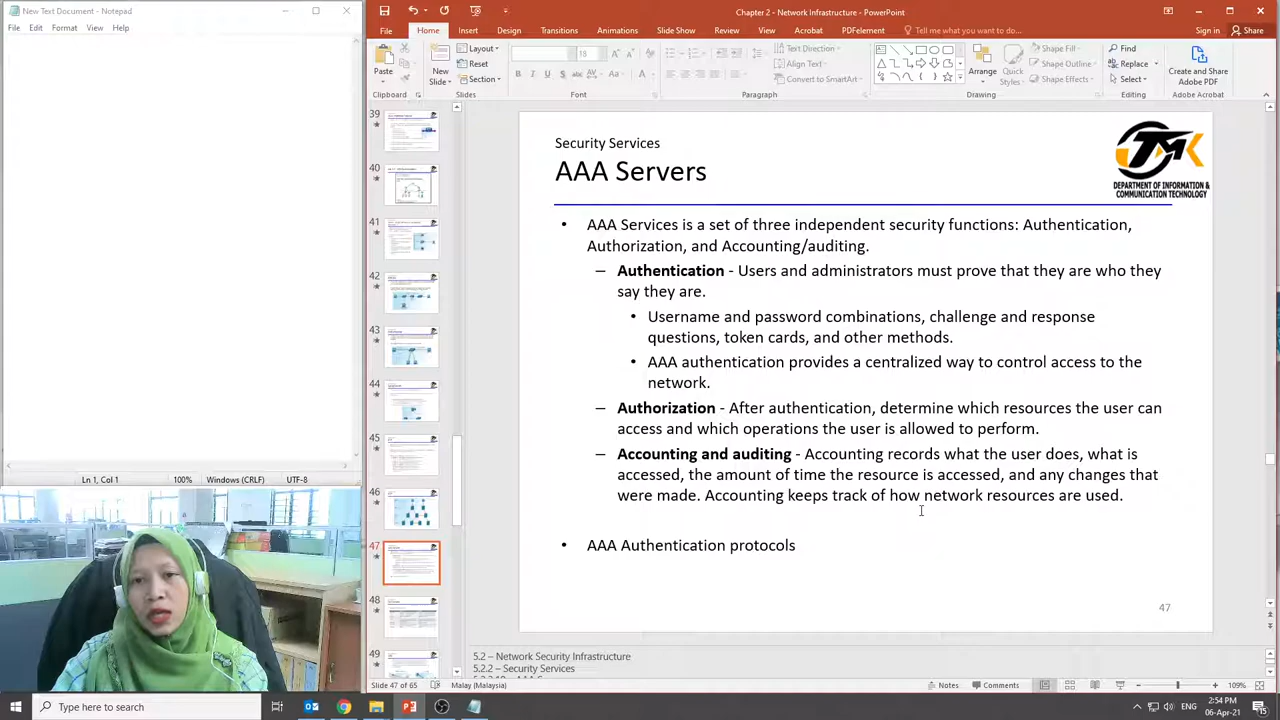 New Text Document - Notepad
File Edit Format View Help
Ln 1, Col 1 100% Windows (CRLF) UTF-8
Chapter 2 - Network Infrastructure - PowerPoint
Sign in Share
File Home Insert Design Transitions Animations Slide Show Review View Acrobat PDFelement Tell me what you want to do...
Paste
New Slide
Layout
Reset
Section
18
Text Direction
Align Text
Convert to SmartArt
Arrange
Quick Styles
Shape Fill
Shape Outline
Shape Effects
Find
Replace
Select
Create and Share Adobe PDF
Clipboard Slides Font Paragraph Drawing Editing Adobe Acrobat
39
40
41
42
43
44
45
46
47
48
49
Security Services
AAA Servers
DEPARTMENT OF INFORMATION &
COMMUNICATION TECHNOLOGY
• AAA Services is a set of three independent security functions: Authentication,
Authorization, and Accounting/auditing.
– Authentication - Users and administrators must prove that they are who they
say they are.
• Username and password combinations, challenge and response
questions, token cards, and other methods.
• AAA authentication provides a centralized way to control access to the
network.
– Authorization - After authentication, determine which resources the user can
access and which operations the user is allowed to perform.
– Accounting and auditing - Accounting records what the user does, what is
accessed, the amount of time the resource is accessed, and any changes that
were made. Accounting keeps track of how network resources are used.
• AAA Authentication protocols
47
5.2 – Network Security Infrastructure
5.2.2 – Security Services
Slide 47 of 65 Malay (Malaysia) Notes Comments 109%
Type here to search
2:54 PM
06-Apr-21